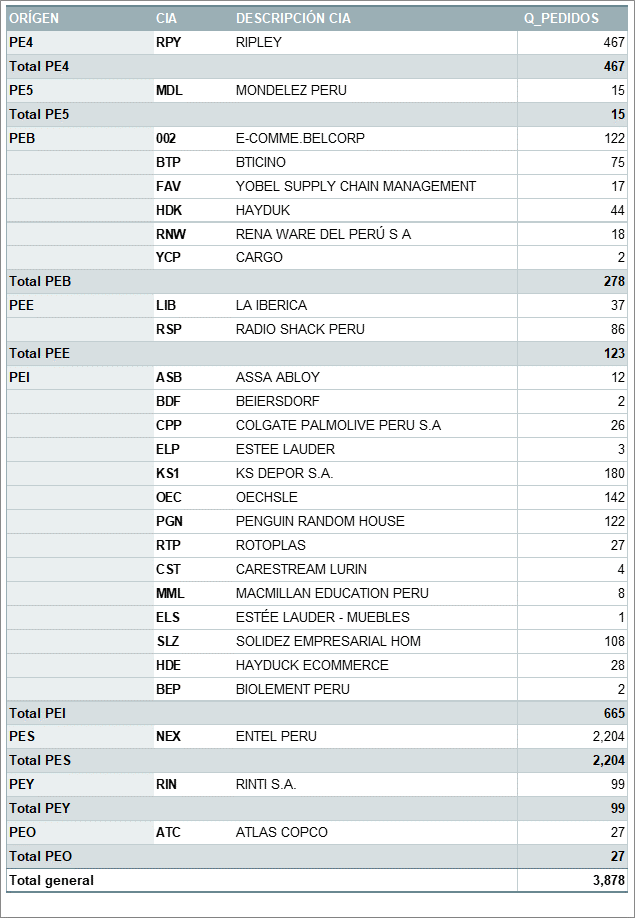 ORÍGEN CIA DESCRIPCIÓN CIA Q_PEDIDOS
PE4 RPY RIPLEY 467
Total PE4 467
PE5 MDL MONDELEZ PERU 15
Total PE5 15
PEB 002 E-COMME.BELCORP 122
BTP BTICINO 75
FAV YOBEL SUPPLY CHAIN MANAGEMENT 17
HDK HAYDUK 44
RNW RENA WARE DEL PERÚ S A 18
YCP CARGO 2
Total PEB 278
PEE LIB LA IBERICA 37
RSP RADIO SHACK PERU 86
Total PEE 123
PEI ASB ASSA ABLOY 12
BDF BEIERSDORF 2
CPP COLGATE PALMOLIVE PERU S.A 26
ELP ESTEE LAUDER 3
KS1 KS DEPOR S.A. 180
OEC OECHSLE 142
PGN PENGUIN RANDOM HOUSE 122
RTP ROTOPLAS 27
CST CARESTREAM LURIN 4
MML MACMILLAN EDUCATION PERU 8
ELS ESTÉE LAUDER - MUEBLES 1
SLZ SOLIDEZ EMPRESARIAL HOM 108
HDE HAYDUCK ECOMMERCE 28
BEP BIOLEMENT PERU 2
Total PEI 665
PES NEX ENTEL PERU 2,204
Total PES 2,204
PEY RIN RINTI S.A. 99
Total PEY 99
PEO ATC ATLAS COPCO 27
Total PEO 27
Total general 3,878